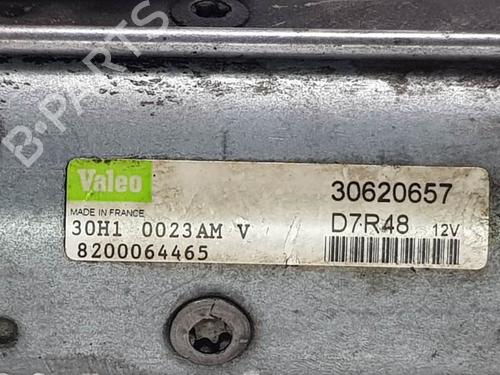 B-PARTS
Valeo
MADE IN FRANCE
30H1 0023AM V
8200064465
30620657
D7R48 12V